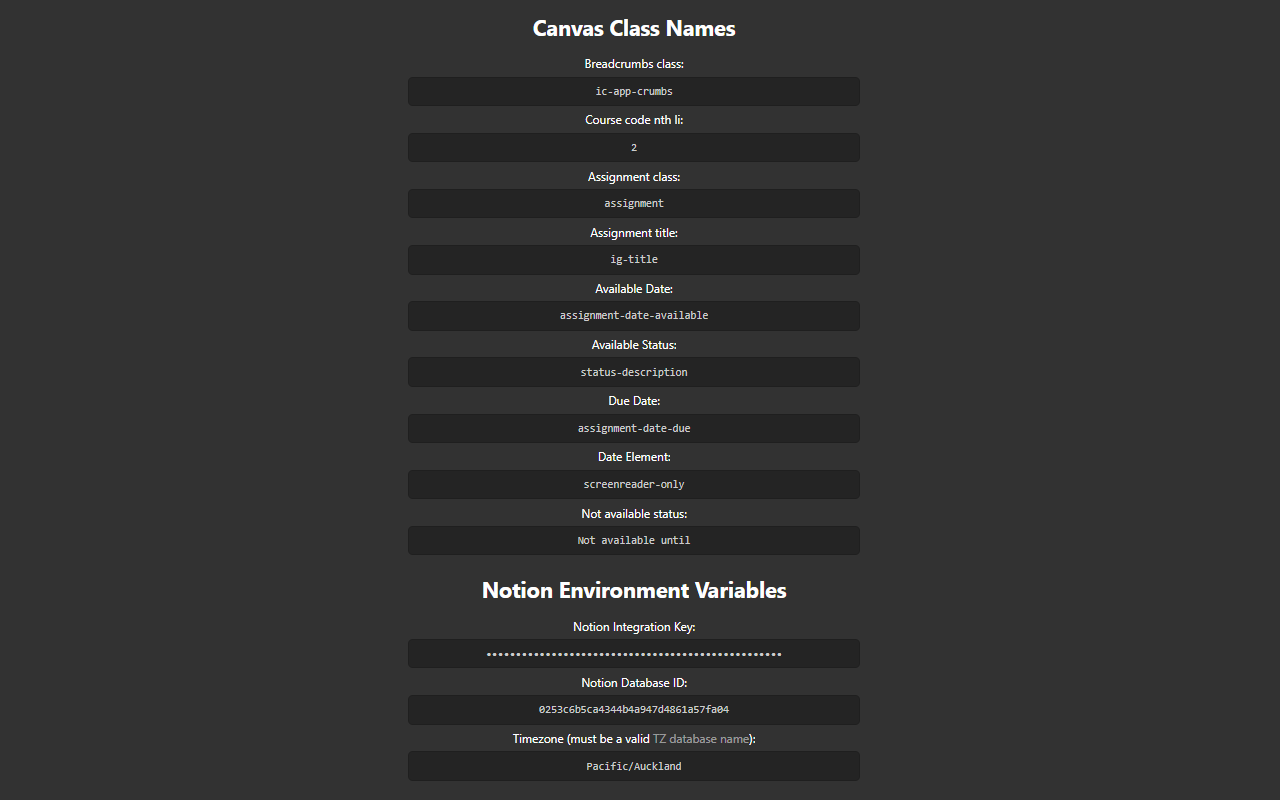 Canvas Class Names
Breadcrumbs class:
ic-app-crumbs
Course code nth li:
2
Assignment class:
assignment
Assignment title:
ig-title
Available Date:
assignment-date-available
Available Status:
status-description
Due Date:
assignment-date-due
Date Element:
screenreader-only
Not available status:
Not available until
Notion Environment Variables
Notion Integration Key:
••••••••••••••••••••••••••••••••••••••••••••••••••
Notion Database ID:
0253c6b5ca4344b4a947d4861a57fa04
Timezone (must be a valid TZ database name):
Pacific/Auckland